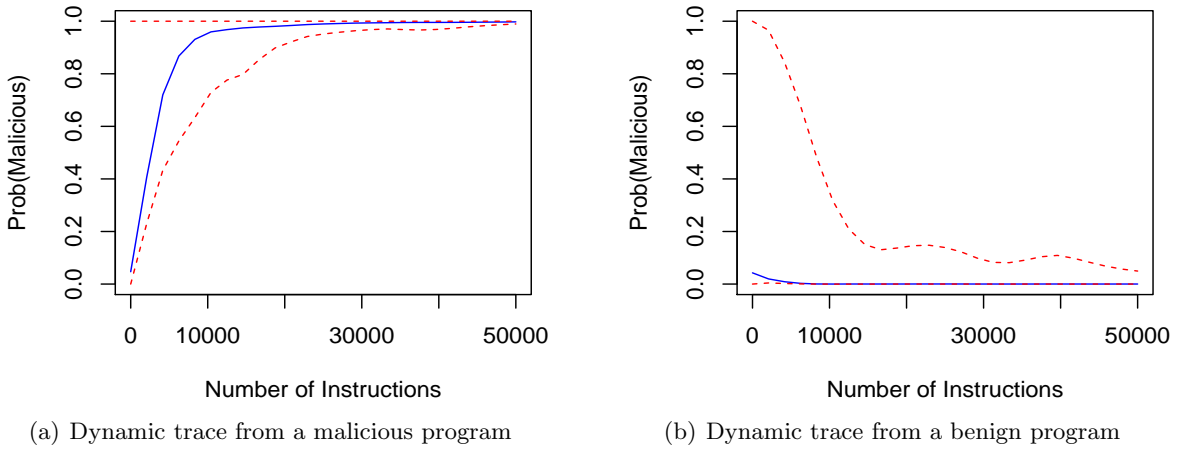 Prob(Malicious)
1.0
0.8
0.6
0.4
0.2
0.0
0 10000 30000 50000
Number of Instructions
(a) Dynamic trace from a malicious program
Prob(Malicious)
1.0
0.8
0.6
0.4
0.2
0.0
0 10000 30000 50000
Number of Instructions
(b) Dynamic trace from a benign program